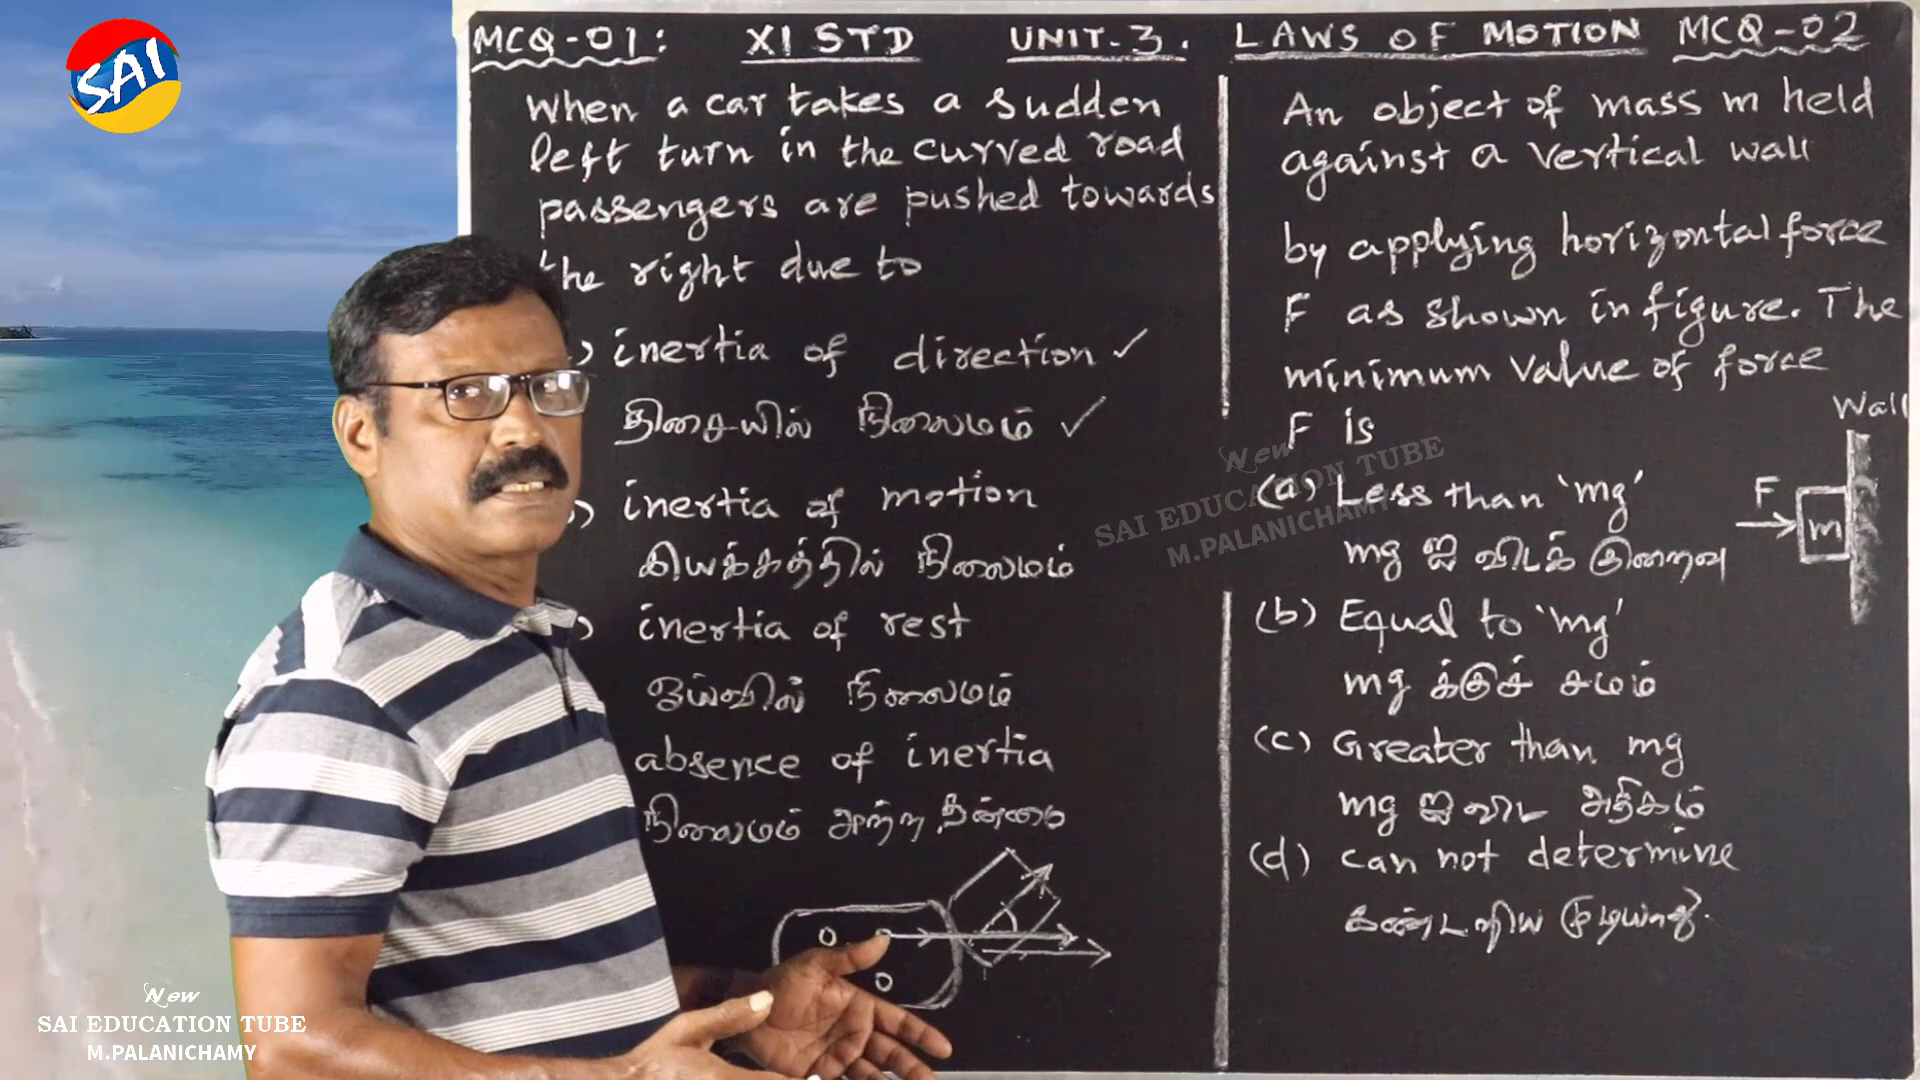 SAI
MCQ-01: XI STD UNIT-3. LAWS OF MOTION MCQ-02
When a car takes a sudden
left turn in the curved road
passengers are pushed towards
the right due to
) inertia of direction ✓
திசையில் நிலைமம் ✓
) inertia of motion
இயக்கத்தில் நிலைமம்
) inertia of rest
ஓய்வில் நிலைமம்
absence of inertia
நிலைமம் அற்ற தன்மை
An object of mass m held
against a vertical wall
by applying horizontal force
F as shown in figure. The
minimum value of force
F is
(a) Less than 'mg'
mg ஐ விடக் குறைவு
(b) Equal to 'mg'
mg க்குச் சமம்
(c) Greater than mg
mg ஐ விட அதிகம்
(d) can not determine
கண்டறிய முடியாது.
Wall
F
m
New
SAI EDUCATION TUBE
M.PALANICHAMY
New
SAI EDUCATION TUBE
M.PALANICHAMY